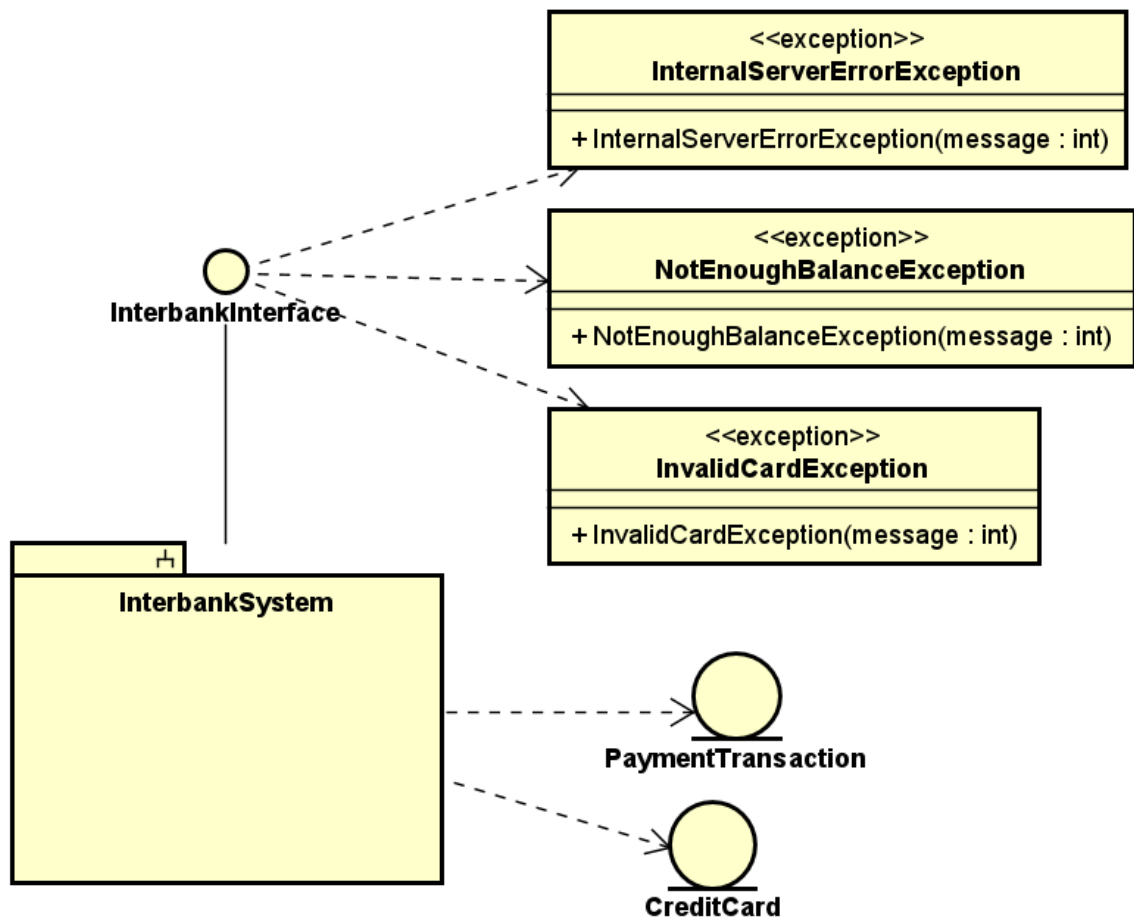 <<exception>>
InternalServerErrorException
+ InternalServerErrorException(message : int)
<<exception>>
NotEnoughBalanceException
+ NotEnoughBalanceException(message : int)
InterbankInterface
<<exception>>
InvalidCardException
+ InvalidCardException(message : int)
InterbankSystem
PaymentTransaction
CreditCard